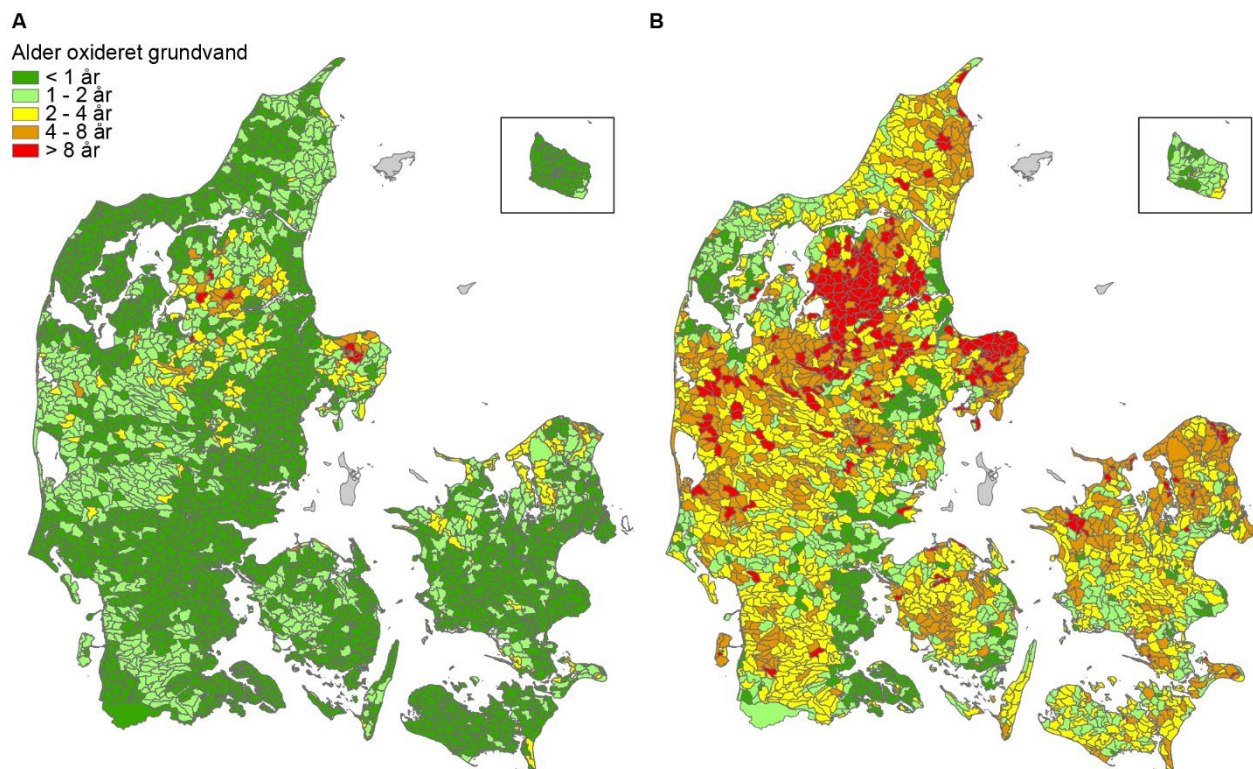 A
B
Alder oxideret grundvand
< 1 år
1 - 2 år
2 - 4 år
4 - 8 år
> 8 år